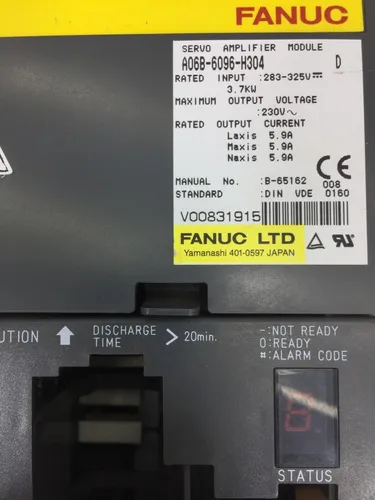 FANUC
SERVO AMPLIFIER MODULE
A06B-6096-H304 D
RATED INPUT :283-325V⎓
3.7KW
MAXIMUM OUTPUT VOLTAGE
:230V~
RATED OUTPUT CURRENT
Laxis 5.9A
Maxis 5.9A
Naxis 5.9A
CE
MANUAL No. :B-65162 008
STANDARD :DIN VDE 0160
V00831915
FANUC LTD
Yamanashi 401-0597 JAPAN
UTION
DISCHARGE TIME > 20min.
-:NOT READY
0:READY
#:ALARM CODE
STATUS